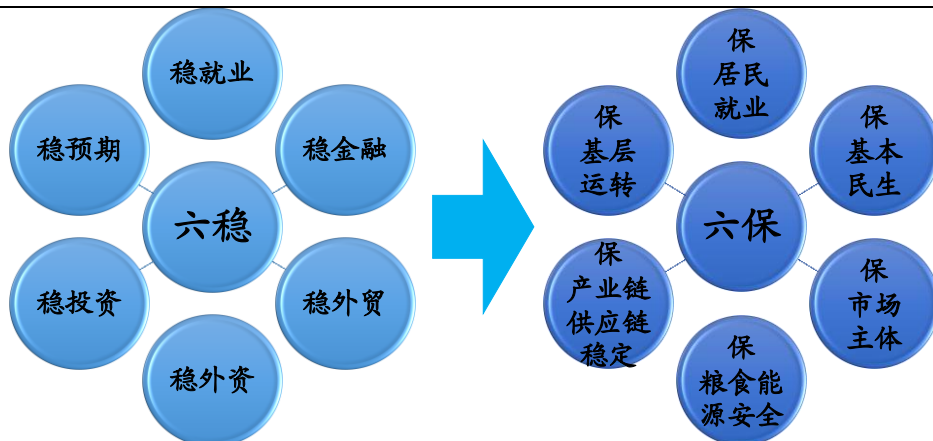 稳就业
稳金融
稳外贸
稳外资
稳投资
稳预期
六稳
保
居民
就业
保
基本
民生
保
市场
主体
保
粮食能
源安全
保
产业链
供应链
稳定
保
基层
运转
六保